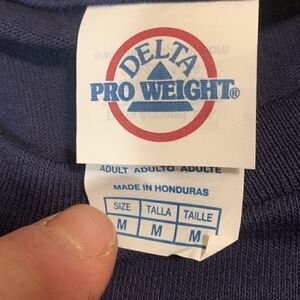 DELTA
PRO WEIGHT®
ADULT ADULTO ADULTE
MADE IN HONDURAS
SIZE TALLA TAILLE
M M M